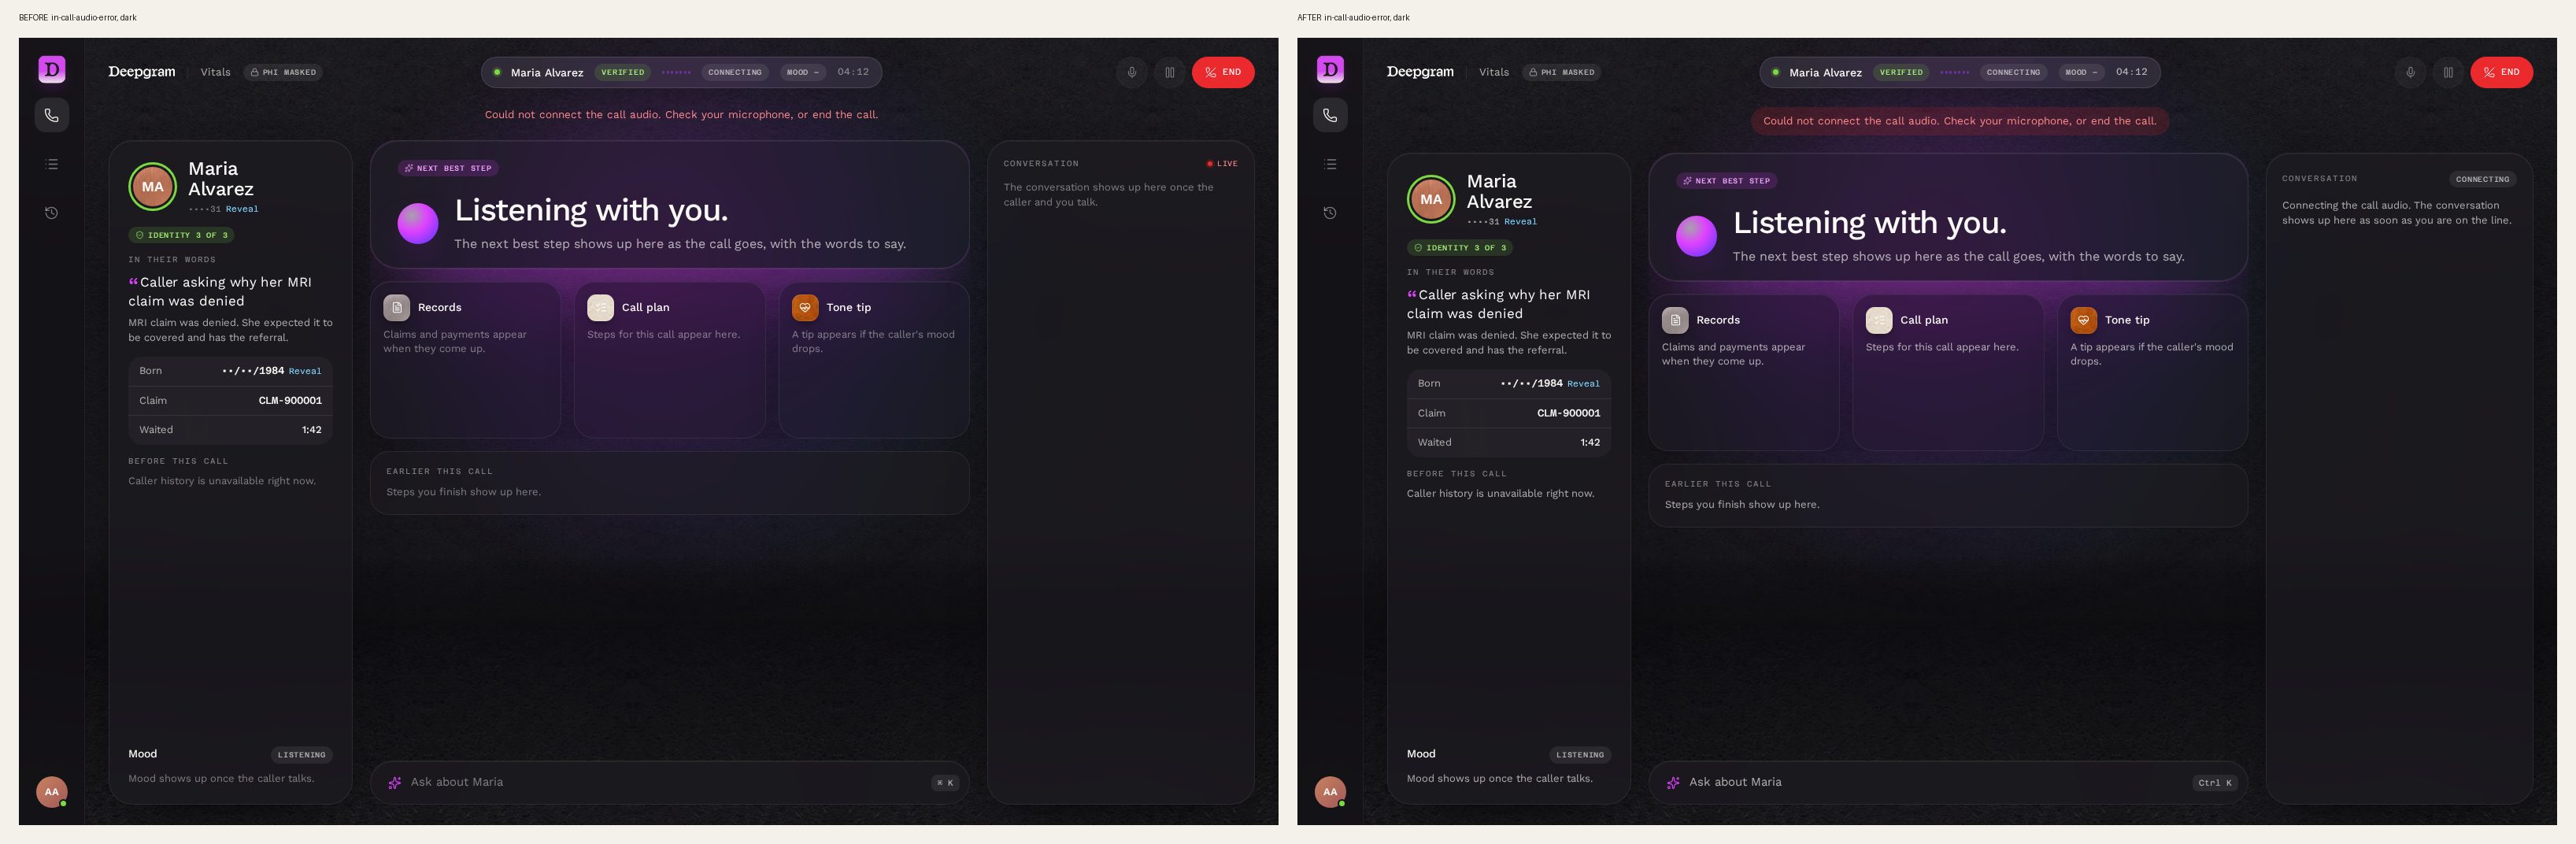 BEFORE in-call-audio-error, dark
D
Deepgram
Vitals
PHI MASKED
Maria Alvarez
VERIFIED
CONNECTING
MOOD –
04:12
END
Could not connect the call audio. Check your microphone, or end the call.
MA
Maria
Alvarez
••••31 Reveal
IDENTITY 3 OF 3
IN THEIR WORDS
“Caller asking why her MRI
claim was denied
MRI claim was denied. She expected it to
be covered and has the referral.
Born ••/••/1984 Reveal
Claim CLM-900001
Waited 1:42
BEFORE THIS CALL
Caller history is unavailable right now.
Mood LISTENING
Mood shows up once the caller talks.
AA
NEXT BEST STEP
Listening with you.
The next best step shows up here as the call goes, with the words to say.
Records
Claims and payments appear
when they come up.
Call plan
Steps for this call appear here.
Tone tip
A tip appears if the caller's mood
drops.
EARLIER THIS CALL
Steps you finish show up here.
Ask about Maria ⌘ K
CONVERSATION LIVE
The conversation shows up here once the
caller and you talk.
AFTER in-call-audio-error, dark
D
Deepgram
Vitals
PHI MASKED
Maria Alvarez
VERIFIED
CONNECTING
MOOD –
04:12
END
Could not connect the call audio. Check your microphone, or end the call.
MA
Maria
Alvarez
••••31 Reveal
IDENTITY 3 OF 3
IN THEIR WORDS
“Caller asking why her MRI
claim was denied
MRI claim was denied. She expected it to
be covered and has the referral.
Born ••/••/1984 Reveal
Claim CLM-900001
Waited 1:42
BEFORE THIS CALL
Caller history is unavailable right now.
Mood LISTENING
Mood shows up once the caller talks.
AA
NEXT BEST STEP
Listening with you.
The next best step shows up here as the call goes, with the words to say.
Records
Claims and payments appear
when they come up.
Call plan
Steps for this call appear here.
Tone tip
A tip appears if the caller's mood
drops.
EARLIER THIS CALL
Steps you finish show up here.
Ask about Maria Ctrl K
CONVERSATION CONNECTING
Connecting the call audio. The conversation
shows up here as soon as you are on the line.